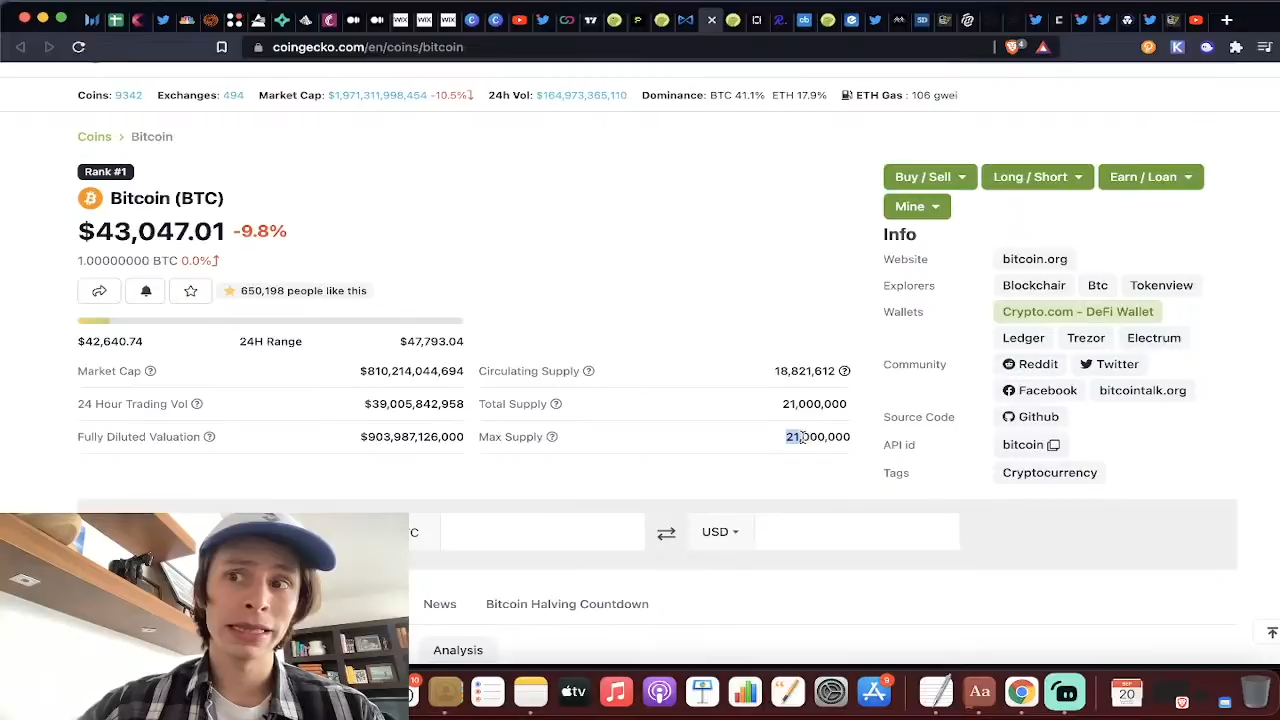 coingecko.com/en/coins/bitcoin
Coins: 9342 Exchanges: 494 Market Cap: $1,971,311,998,454 -10.5% 24h Vol: $164,973,365,110 Dominance: BTC 41.1% ETH 17.9% ETH Gas : 106 gwei
Coins > Bitcoin
Rank #1
Bitcoin (BTC)
$43,047.01 -9.8%
1.00000000 BTC 0.0%
650,198 people like this
$42,640.74 24H Range $47,793.04
Market Cap $810,214,044,694
24 Hour Trading Vol $39,005,842,958
Fully Diluted Valuation $903,987,126,000
Circulating Supply 18,821,612
Total Supply 21,000,000
Max Supply 21,000,000
Buy / Sell Long / Short Earn / Loan
Mine
Info
Website bitcoin.org
Explorers Blockchair Btc Tokenview
Wallets Crypto.com - DeFi Wallet
Ledger Trezor Electrum
Community Reddit Twitter
Facebook bitcointalk.org
Source Code Github
API id bitcoin
Tags Cryptocurrency
USD
News Bitcoin Halving Countdown
Analysis
tv
Aa
SEP
20